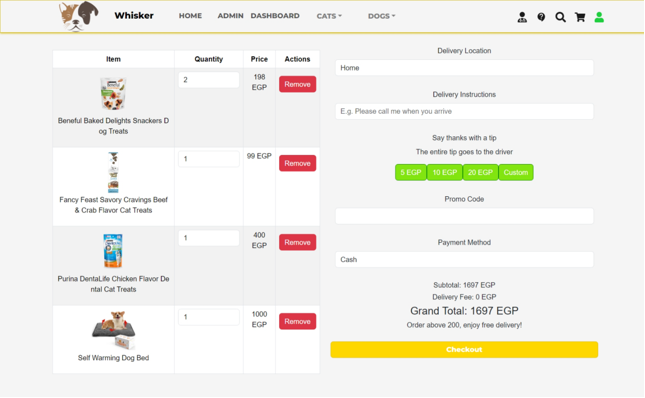 Whisker HOME ADMIN DASHBOARD CATS DOGS
Item Quantity Price Actions
2 198 EGP Remove
Beneful Baked Delights Snackers D
og Treats
1 99 EGP Remove
Fancy Feast Savory Cravings Beef
& Crab Flavor Cat Treats
1 400 EGP Remove
Purina DentaLife Chicken Flavor De
ntal Cat Treats
1 1000 EGP Remove
Self Warming Dog Bed
Delivery Location
Home
Delivery Instructions
E.g. Please call me when you arrive
Say thanks with a tip
The entire tip goes to the driver
5 EGP 10 EGP 20 EGP Custom
Promo Code
Payment Method
Cash
Subtotal: 1697 EGP
Delivery Fee: 0 EGP
Grand Total: 1697 EGP
Order above 200, enjoy free delivery!
Checkout